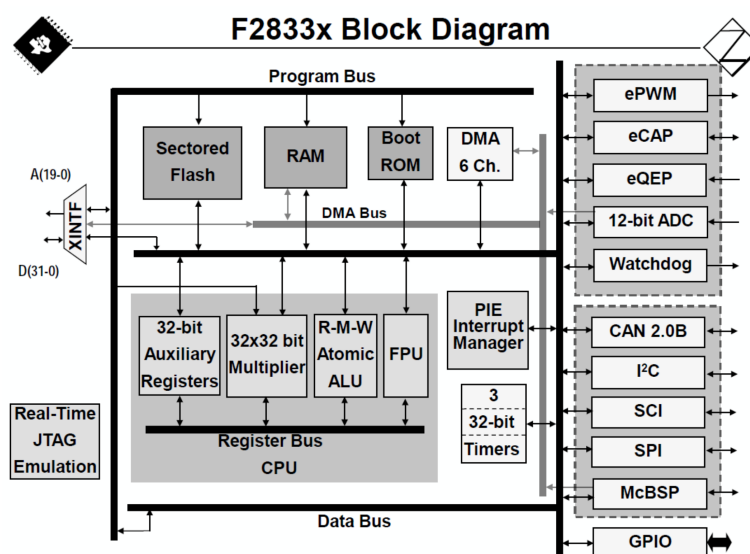 F2833x Block Diagram
Program Bus
Sectored
Flash
RAM
Boot
ROM
DMA
6 Ch.
A(19-0)
XINTF
D(31-0)
DMA Bus
ePWM
eCAP
eQEP
12-bit ADC
Watchdog
32-bit
Auxiliary
Registers
32x32 bit
Multiplier
R-M-W
Atomic
ALU
FPU
PIE
Interrupt
Manager
CAN 2.0B
I²C
SCI
SPI
McBSP
3
32-bit
Timers
Real-Time
JTAG
Emulation
Register Bus
CPU
Data Bus
GPIO